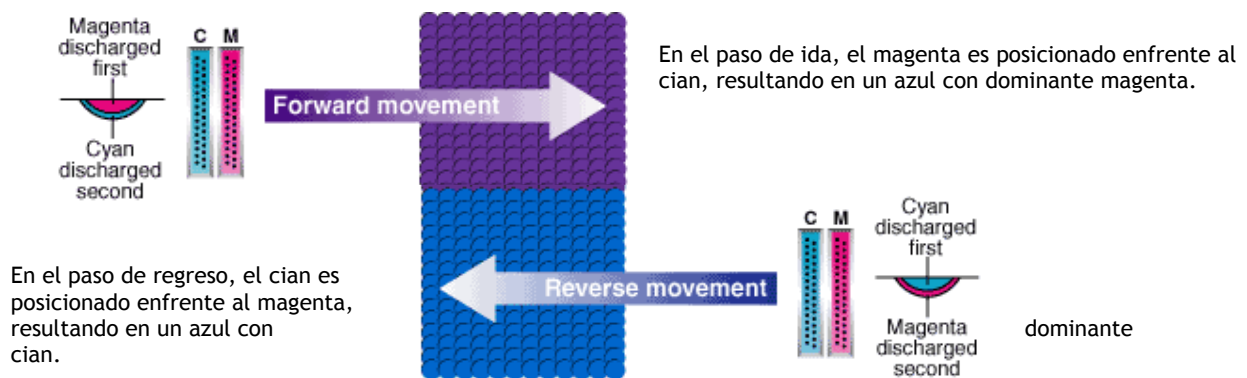 Magenta
discharged
first
C M
Cyan
discharged
second
Forward movement
En el paso de ida, el magenta es posicionado enfrente al
cian, resultando en un azul con dominante magenta.
En el paso de regreso, el cian es
posicionado enfrente al magenta,
resultando en un azul con dominante
cian.
Reverse movement
C M
Cyan
discharged
first
Magenta
discharged
second